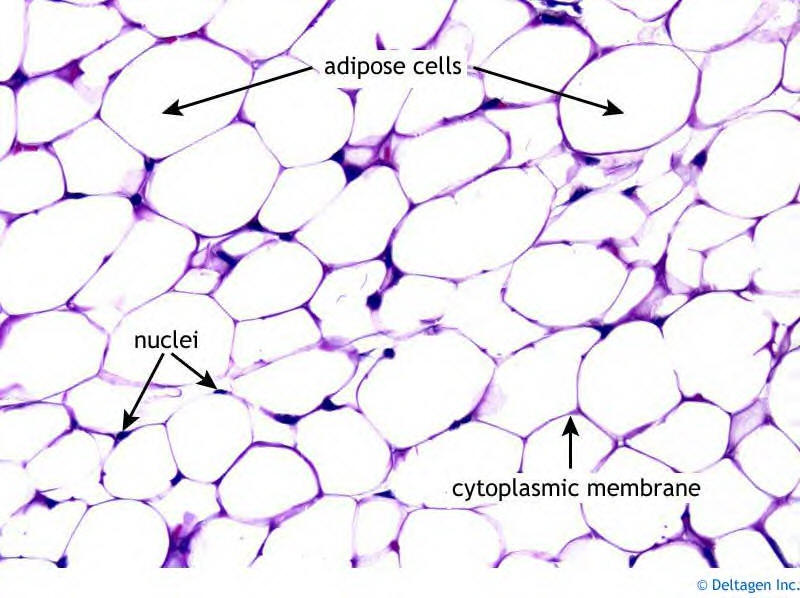 adipose cells
nuclei
cytoplasmic membrane
© Deltagen Inc.